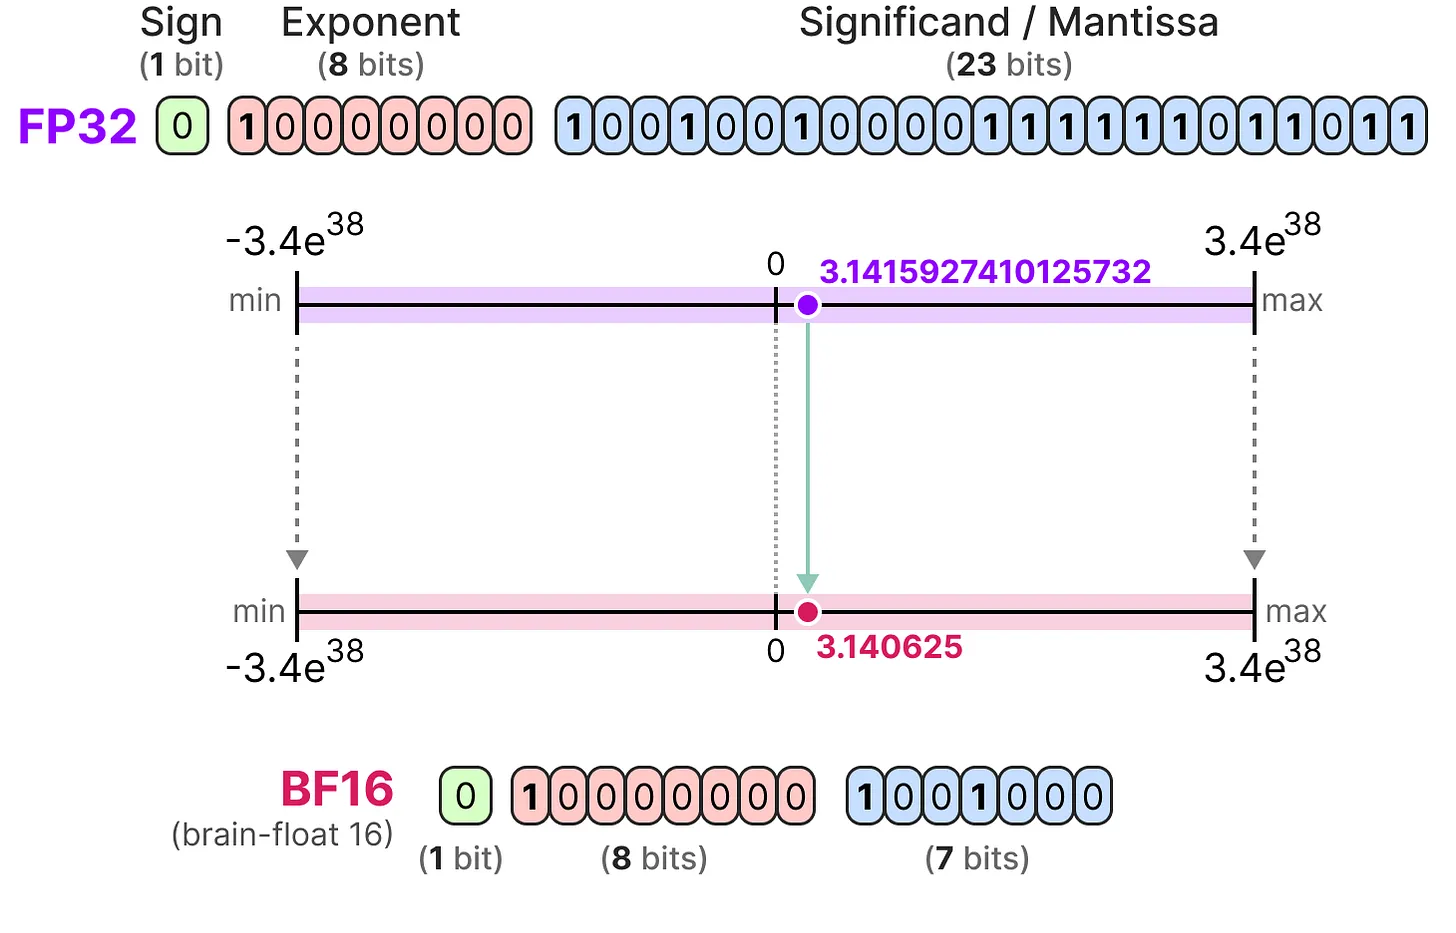 Sign Exponent Significand / Mantissa
(1 bit) (8 bits) (23 bits)
FP32 0 10000000 10010010000111111011011
-3.4e38 3.4e38
0 3.1415927410125732
min max
min max
0 3.140625
-3.4e38 3.4e38
BF16 0 10000000 1001000
(brain-float 16)
(1 bit) (8 bits) (7 bits)